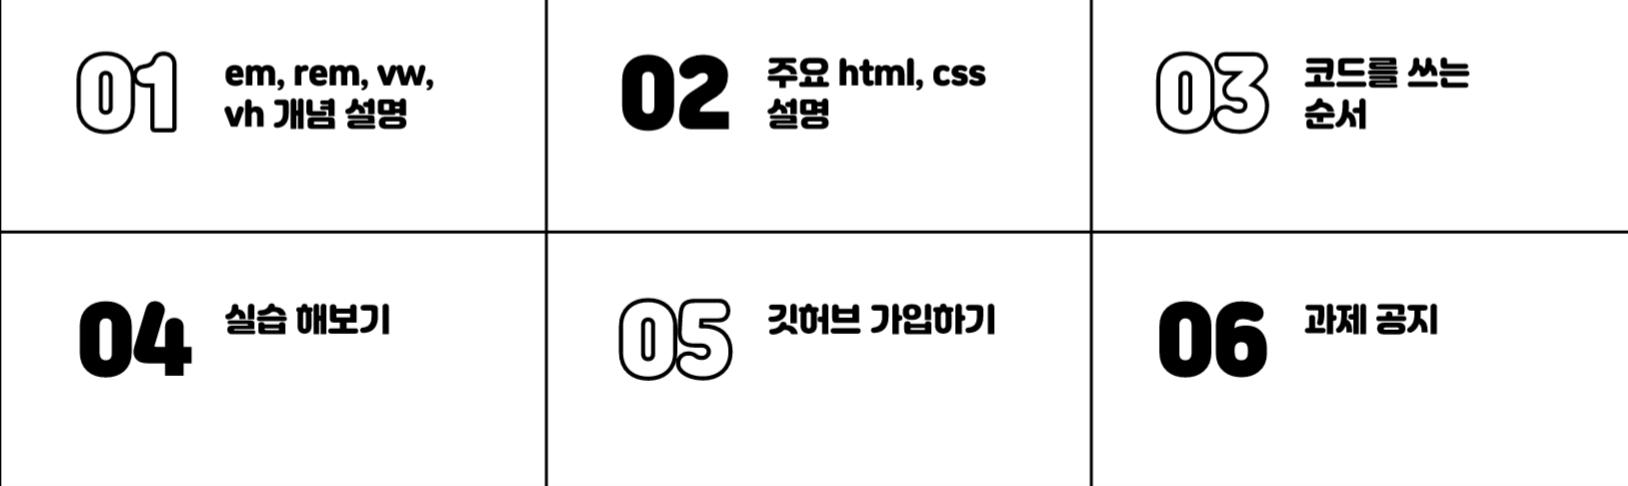 01
em, rem, vw,
vh 개념 설명
02
주요 html, css
설명
03
코드를 쓰는
순서
04
실습 해보기
05
깃허브 가입하기
06
과제 공지